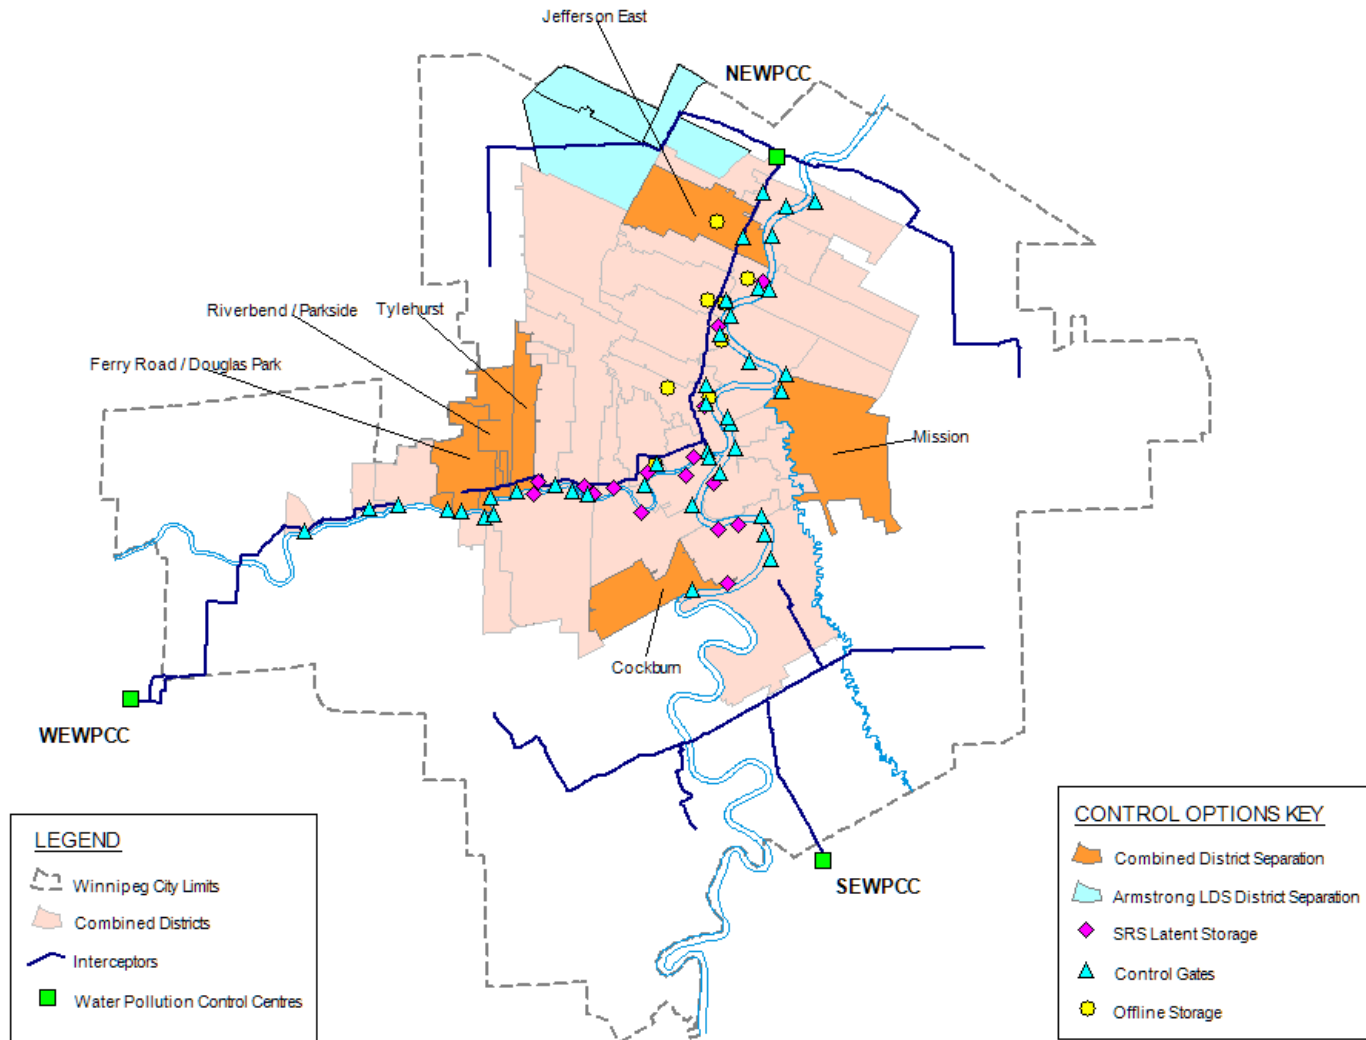 Jefferson East
NEWPCC
Riverbend / Parkside
Tylehurst
Ferry Road / Douglas Park
Mission
Cockburn
WEWPCC
SEWPCC
LEGEND
Winnipeg City Limits
Combined Districts
Interceptors
Water Pollution Control Centres
CONTROL OPTIONS KEY
Combined District Separation
Armstrong LDS District Separation
SRS Latent Storage
Control Gates
Offline Storage